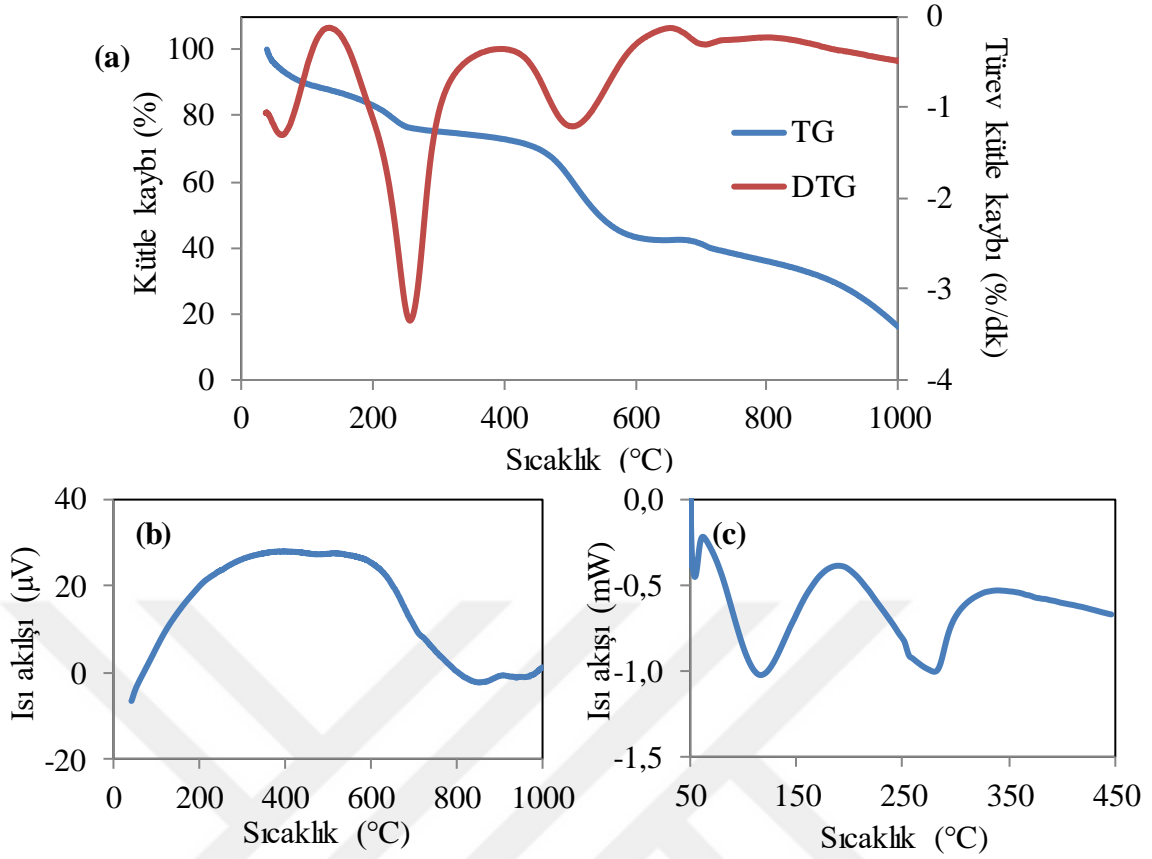 (a)
Kütle kaybı (%)
100
80
60
40
20
0
0
-1
-2
-3
-4
Türev kütle kaybı (%/dk)
TG
DTG
0 200 400 600 800 1000
Sıcaklık (°C)
(b)
Isı akılşı (µV)
40
20
0
-20
0 200 400 600 800 1000
Sıcaklık (°C)
(c)
Isı akışı (mW)
0,0
-0,5
-1,0
-1,5
50 150 250 350 450
Sıcaklık (°C)